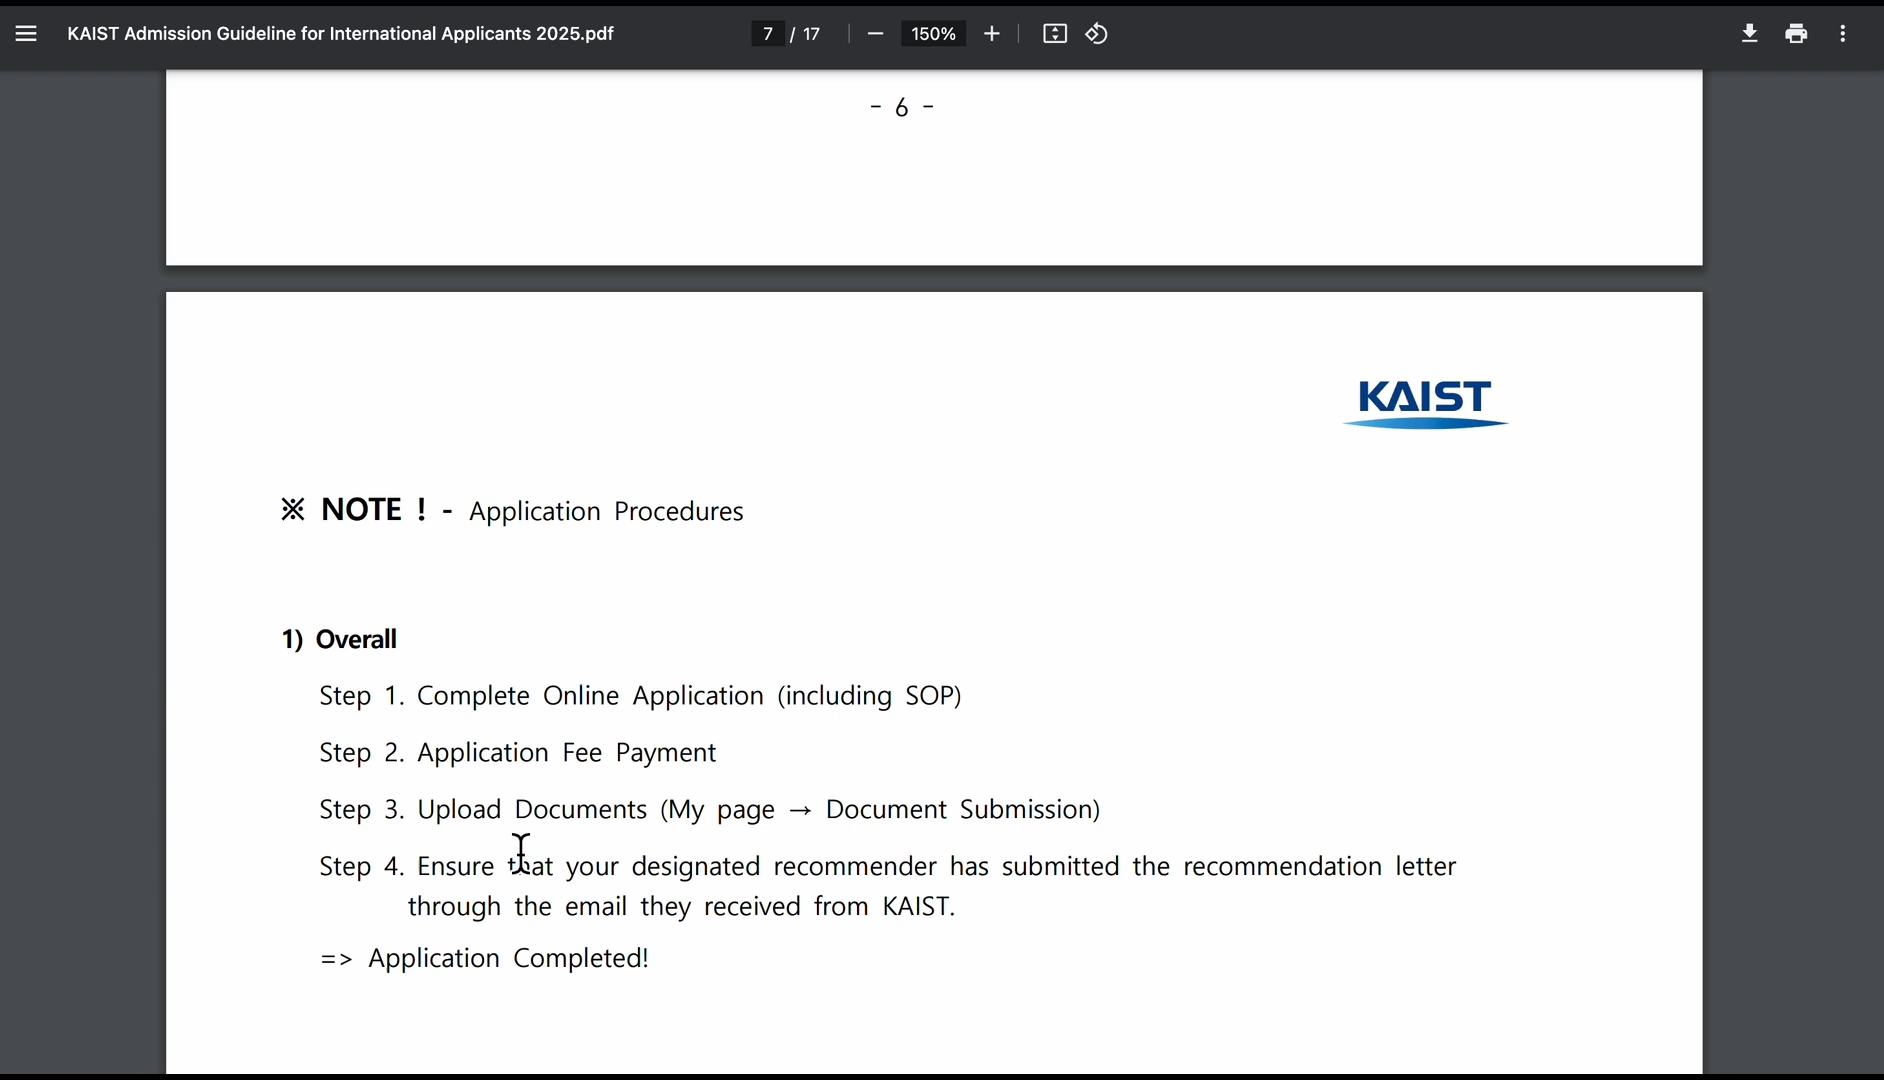 KAIST Admission Guideline for International Applicants 2025.pdf
7 / 17
150%
- 6 -
KAIST
※ NOTE ! - Application Procedures
1) Overall
Step 1. Complete Online Application (including SOP)
Step 2. Application Fee Payment
Step 3. Upload Documents (My page → Document Submission)
Step 4. Ensure that your designated recommender has submitted the recommendation letter
through the email they received from KAIST.
=> Application Completed!